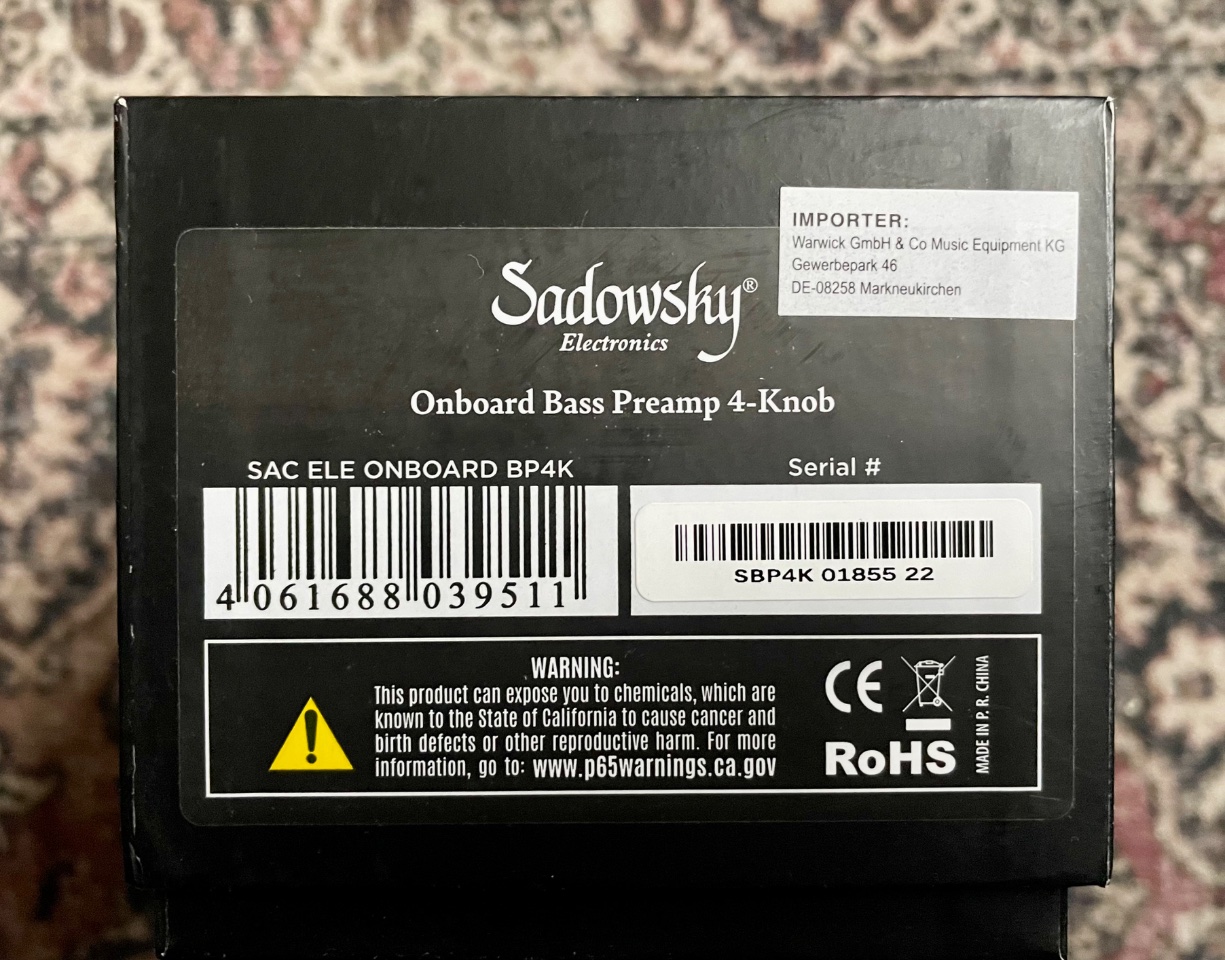 IMPORTER:
Warwick GmbH & Co Music Equipment KG
Gewerbepark 46
DE-08258 Markneukirchen
Sadowsky®
Electronics
Onboard Bass Preamp 4-Knob
SAC ELE ONBOARD BP4K
4 061688 039511
Serial #
SBP4K 01855 22
WARNING:
This product can expose you to chemicals, which are
known to the State of California to cause cancer and
birth defects or other reproductive harm. For more
information, go to: www.p65warnings.ca.gov
CE
RoHS
MADE IN P. R. CHINA